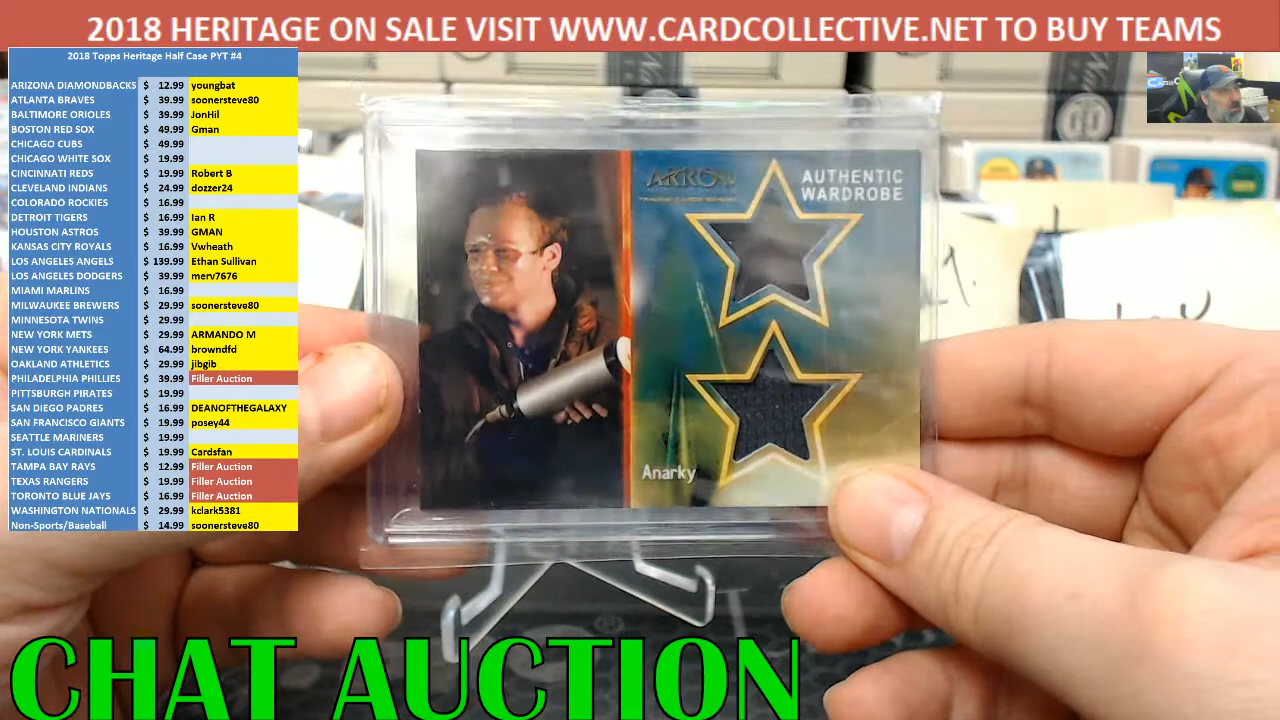 2018 HERITAGE ON SALE VISIT WWW.CARDCOLLECTIVE.NET TO BUY TEAMS
2018 Topps Heritage Half Case PYT #4
ARIZONA DIAMONDBACKS $ 12.99 youngbat
ATLANTA BRAVES $ 39.99 soonersteve80
BALTIMORE ORIOLES $ 39.99 JonHil
BOSTON RED SOX $ 49.99 Gman
CHICAGO CUBS $ 49.99
CHICAGO WHITE SOX $ 19.99
CINCINNATI REDS $ 19.99 Robert B
CLEVELAND INDIANS $ 24.99 dozzer24
COLORADO ROCKIES $ 16.99
DETROIT TIGERS $ 16.99 Ian R
HOUSTON ASTROS $ 39.99 GMAN
KANSAS CITY ROYALS $ 16.99 Vwheath
LOS ANGELES ANGELS $ 139.99 Ethan Sullivan
LOS ANGELES DODGERS $ 39.99 merv7676
MIAMI MARLINS $ 16.99
MILWAUKEE BREWERS $ 29.99 soonersteve80
MINNESOTA TWINS $ 29.99
NEW YORK METS $ 29.99 ARMANDO M
NEW YORK YANKEES $ 64.99 browndfd
OAKLAND ATHLETICS $ 29.99 jibgib
PHILADELPHIA PHILLIES $ 39.99 Filler Auction
PITTSBURGH PIRATES $ 19.99
SAN DIEGO PADRES $ 16.99 DEANOFTHEGALAXY
SAN FRANCISCO GIANTS $ 19.99 posey44
SEATTLE MARINERS $ 19.99
ST. LOUIS CARDINALS $ 19.99 Cardsfan
TAMPA BAY RAYS $ 12.99 Filler Auction
TEXAS RANGERS $ 19.99 Filler Auction
TORONTO BLUE JAYS $ 16.99 Filler Auction
WASHINGTON NATIONALS $ 29.99 kclark5381
Non-Sports/Baseball $ 14.99 soonersteve80
ARROW
AUTHENTIC
WARDROBE
Anarky
CHAT AUCTION